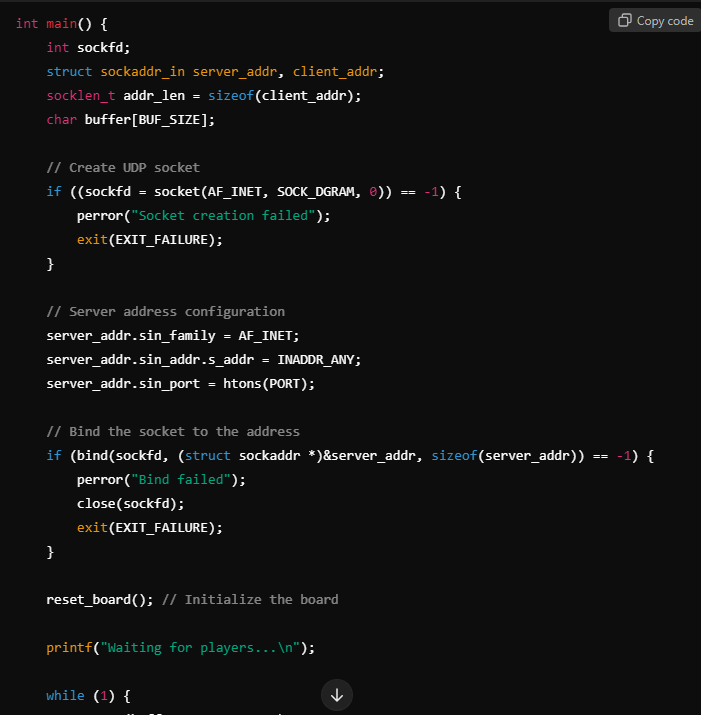 int main() {
Copy code
    int sockfd;
    struct sockaddr_in server_addr, client_addr;
    socklen_t addr_len = sizeof(client_addr);
    char buffer[BUF_SIZE];

    // Create UDP socket
    if ((sockfd = socket(AF_INET, SOCK_DGRAM, 0)) == -1) {
        perror("Socket creation failed");
        exit(EXIT_FAILURE);
    }

    // Server address configuration
    server_addr.sin_family = AF_INET;
    server_addr.sin_addr.s_addr = INADDR_ANY;
    server_addr.sin_port = htons(PORT);

    // Bind the socket to the address
    if (bind(sockfd, (struct sockaddr *)&server_addr, sizeof(server_addr)) == -1) {
        perror("Bind failed");
        close(sockfd);
        exit(EXIT_FAILURE);
    }

    reset_board(); // Initialize the board

    printf("Waiting for players...\n");

    while (1) {